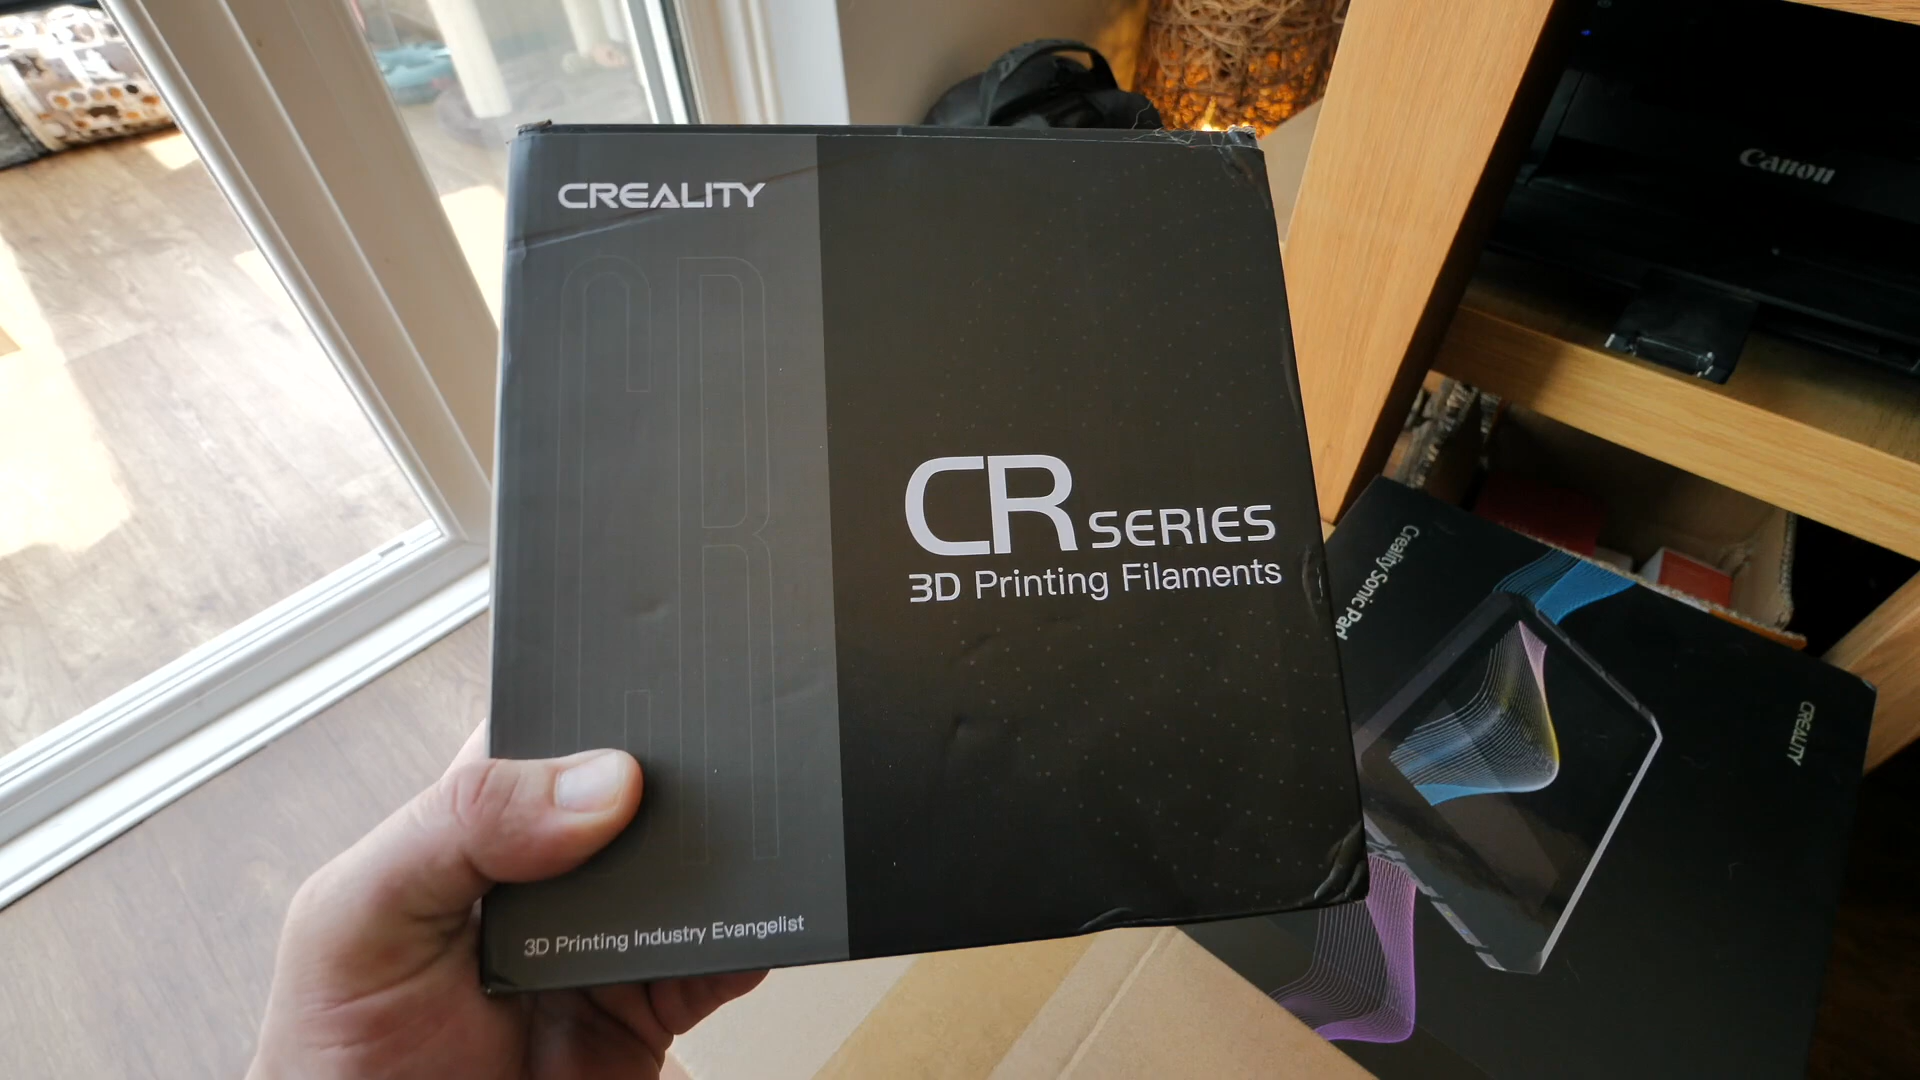 CREALITY
CR SERIES
3D Printing Filaments
3D Printing Industry Evangelist
Canon
Creality Sonic Pad
CREALITY